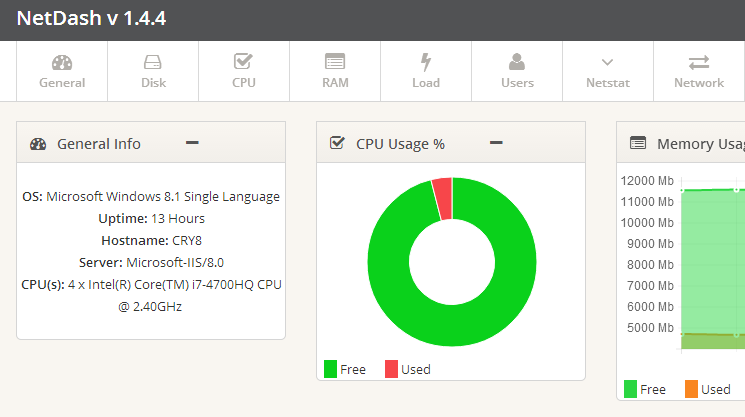 NetDash v 1.4.4
General
Disk
CPU
RAM
Load
Users
Netstat
Network
General Info
OS: Microsoft Windows 8.1 Single Language
Uptime: 13 Hours
Hostname: CRY8
Server: Microsoft-IIS/8.0
CPU(s): 4 x Intel(R) Core(TM) i7-4700HQ CPU
@ 2.40GHz
CPU Usage %
Free
Used
Memory Usag
12000 Mb
11000 Mb
10000 Mb
9000 Mb
8000 Mb
7000 Mb
6000 Mb
5000 Mb
Free
Used